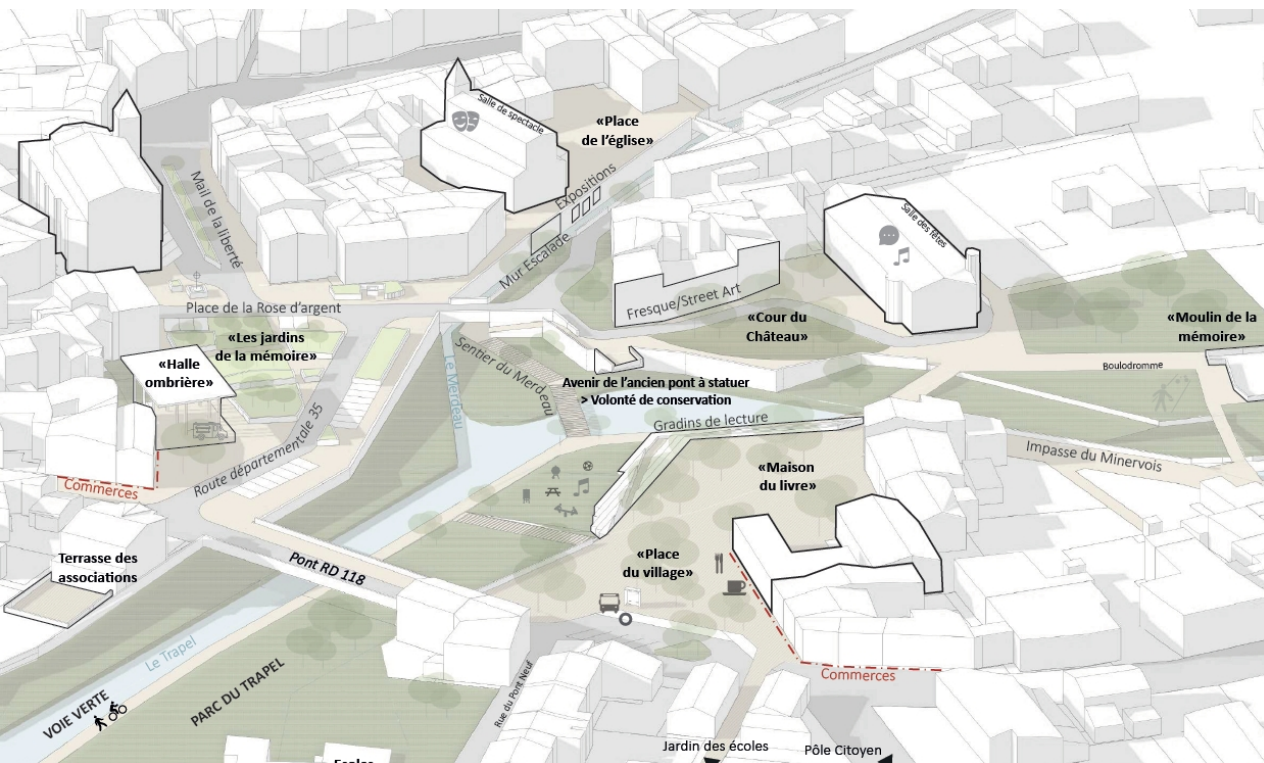 Salle de spectacle
«Place
de l'église»
Expositions
Mur Escalade
Mail de la liberté
Salle des fêtes
Place de la Rose d'argent
Fresque/Street Art
«Cour du
Château»
«Moulin de la
mémoire»
«Les jardins
de la mémoire»
«Halle
ombrière»
Le Merdeau
Sentier du Merdeau
Boulodromme
Avenir de l'ancien pont à statuer
> Volonté de conservation
Gradins de lecture
Route départementale 35
Impasse du Minervois
«Maison
du livre»
Commerces
Terrasse des
associations
Pont RD 118
«Place
du village»
Le Trapel
Commerces
PARC DU TRAPEL
VOIE VERTE
Rue du Pont Neuf
Jardin des écoles
Pôle Citoyen
Ecoles